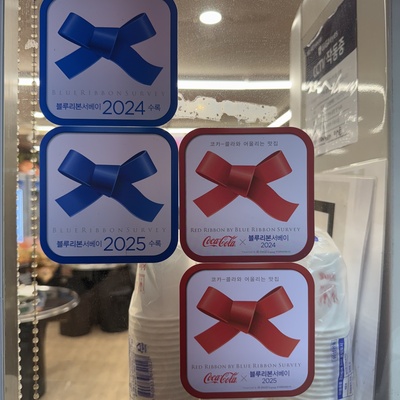 BLUE RIBBON SURVEY
블루리본서베이 2024 수록
BLUE RIBBON SURVEY
블루리본서베이 2025 수록
코카-콜라와 어울리는 맛집
RED RIBBON BY BLUE RIBBON SURVEY
Coca-Cola × 블루리본서베이
2024
코카-콜라와 어울리는 맛집
RED RIBBON BY BLUE RIBBON SURVEY
Coca-Cola × 블루리본서베이
2025
CCTV 작동중